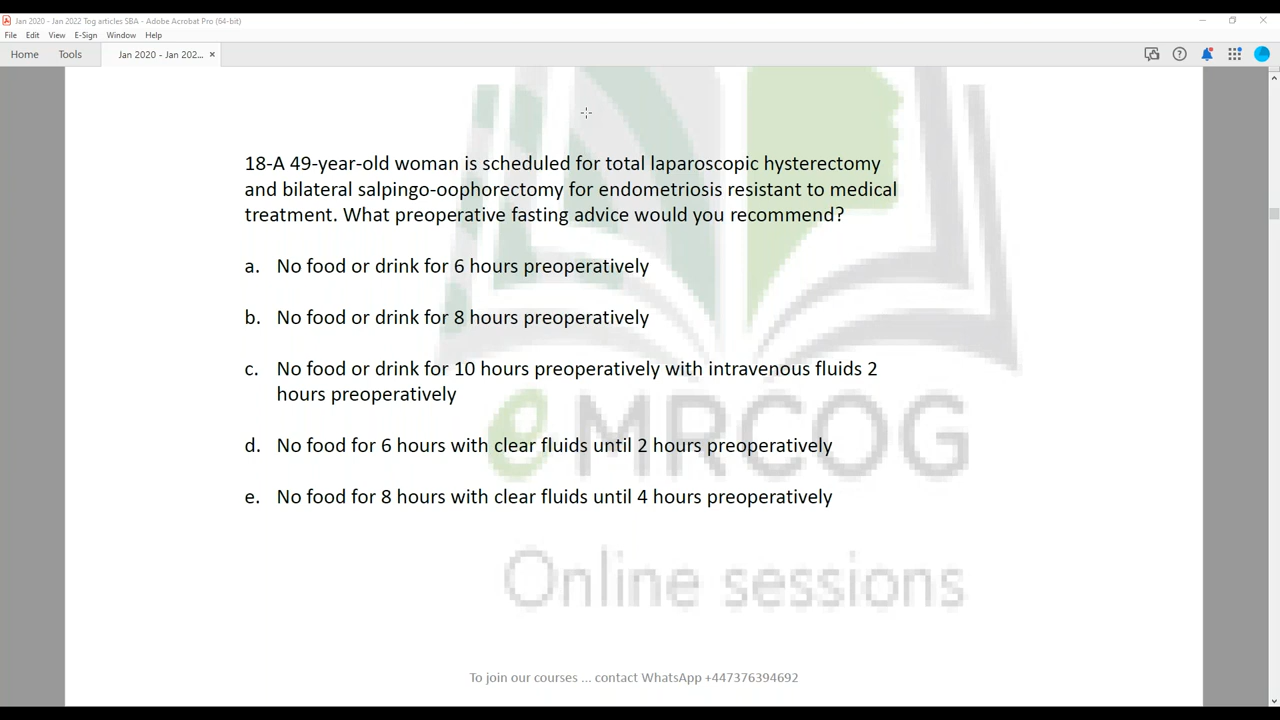 Jan 2020 - Jan 2022 Tog articles SBA - Adobe Acrobat Pro (64-bit)
File Edit View E-Sign Window Help
Home Tools Jan 2020 - Jan 202... ×
18-A 49-year-old woman is scheduled for total laparoscopic hysterectomy
and bilateral salpingo-oophorectomy for endometriosis resistant to medical
treatment. What preoperative fasting advice would you recommend?
a. No food or drink for 6 hours preoperatively
b. No food or drink for 8 hours preoperatively
c. No food or drink for 10 hours preoperatively with intravenous fluids 2
hours preoperatively
d. No food for 6 hours with clear fluids until 2 hours preoperatively
e. No food for 8 hours with clear fluids until 4 hours preoperatively
eMRCOG
Online sessions
To join our courses ... contact WhatsApp +447376394692